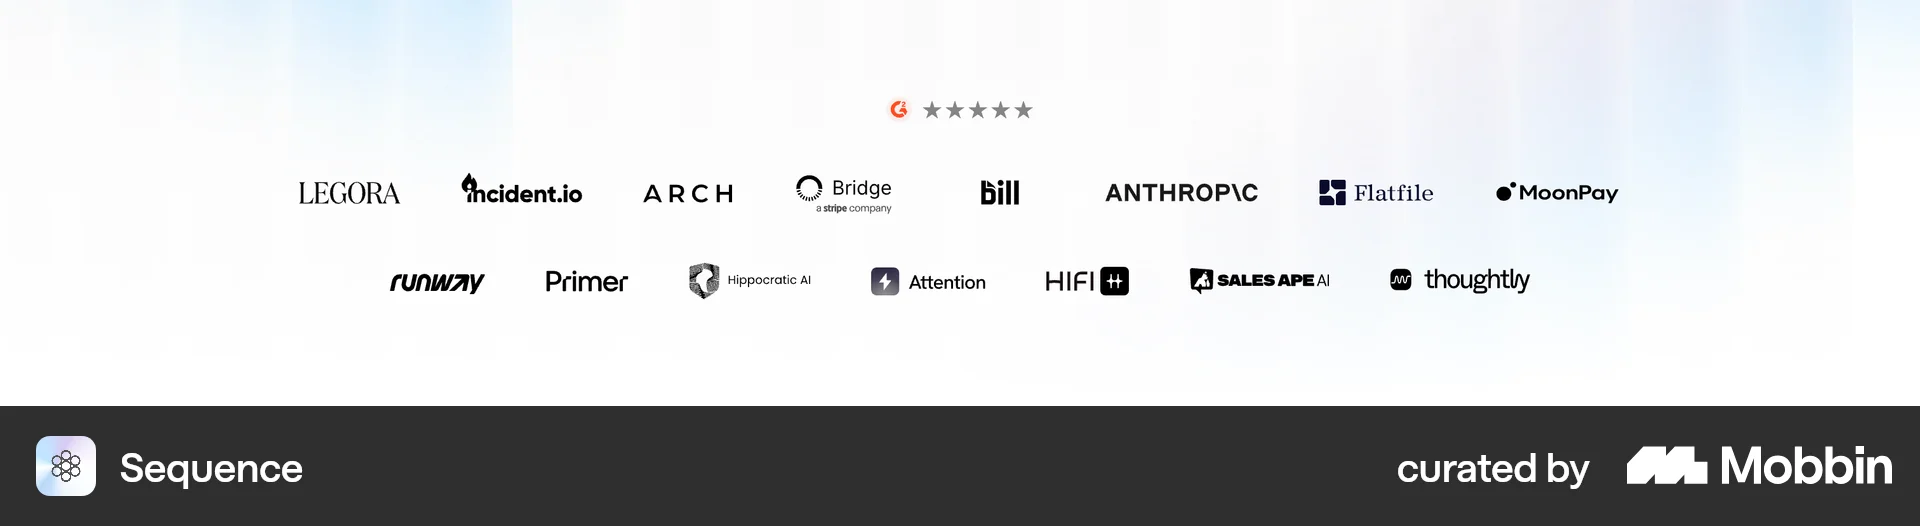 G2
LEGORA incident.io ARCH Bridge a stripe company bill ANTHROP\C Flatfile MoonPay
runway Primer Hippocratic AI Attention HIFI SALES APE AI thoughtly
Sequence curated by Mobbin